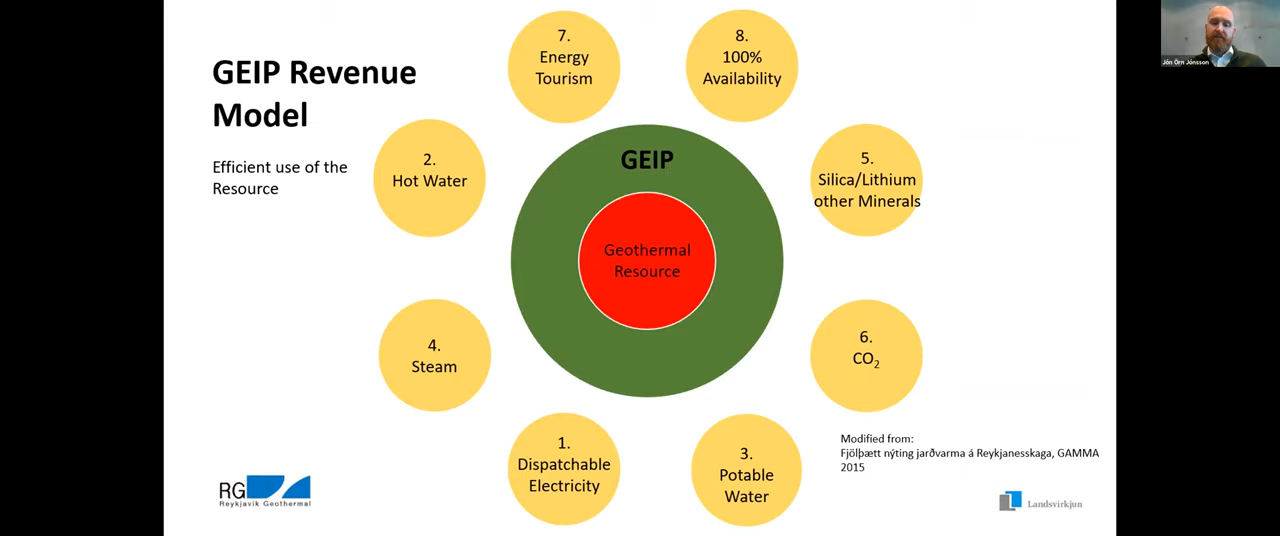 GEIP Revenue
Model
Efficient use of the
Resource
7.
Energy
Tourism
8.
100%
Availability
2.
Hot Water
GEIP
5.
Silica/Lithium
other Minerals
Geothermal
Resource
4.
Steam
6.
CO₂
1.
Dispatchable
Electricity
3.
Potable
Water
Modified from:
Fjölþætt nýting jarðvarma á Reykjanesskaga, GAMMA
2015
RG
Reykjavik Geothermal
Landsvirkjun
Jón Örn Jónsson